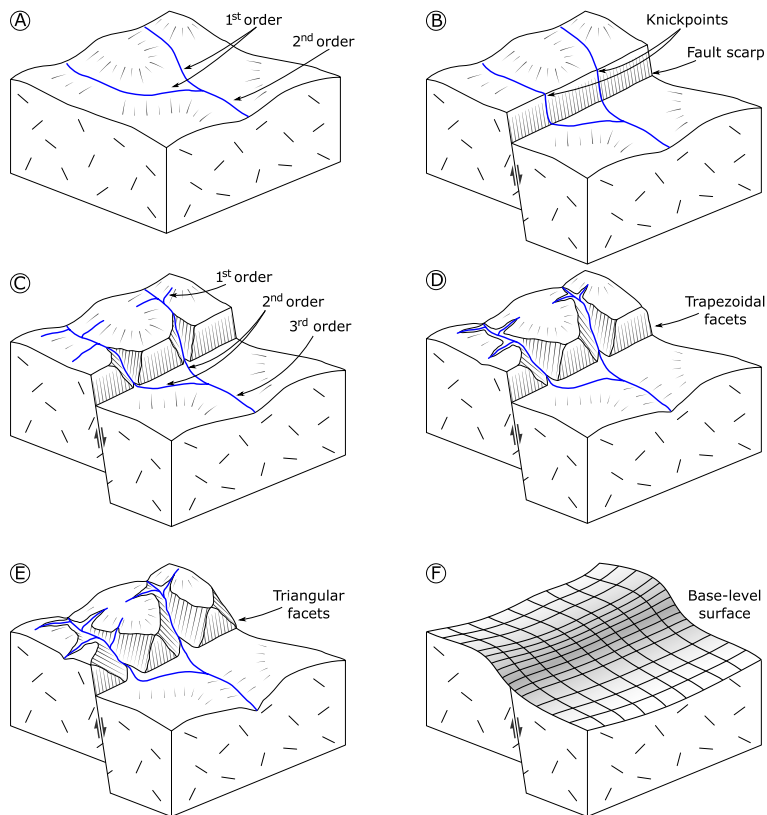 A
1st order
2nd order
B
Knickpoints
Fault scarp
C
1st order
2nd order
3rd order
D
Trapezoidal
facets
E
Triangular
facets
F
Base-level
surface